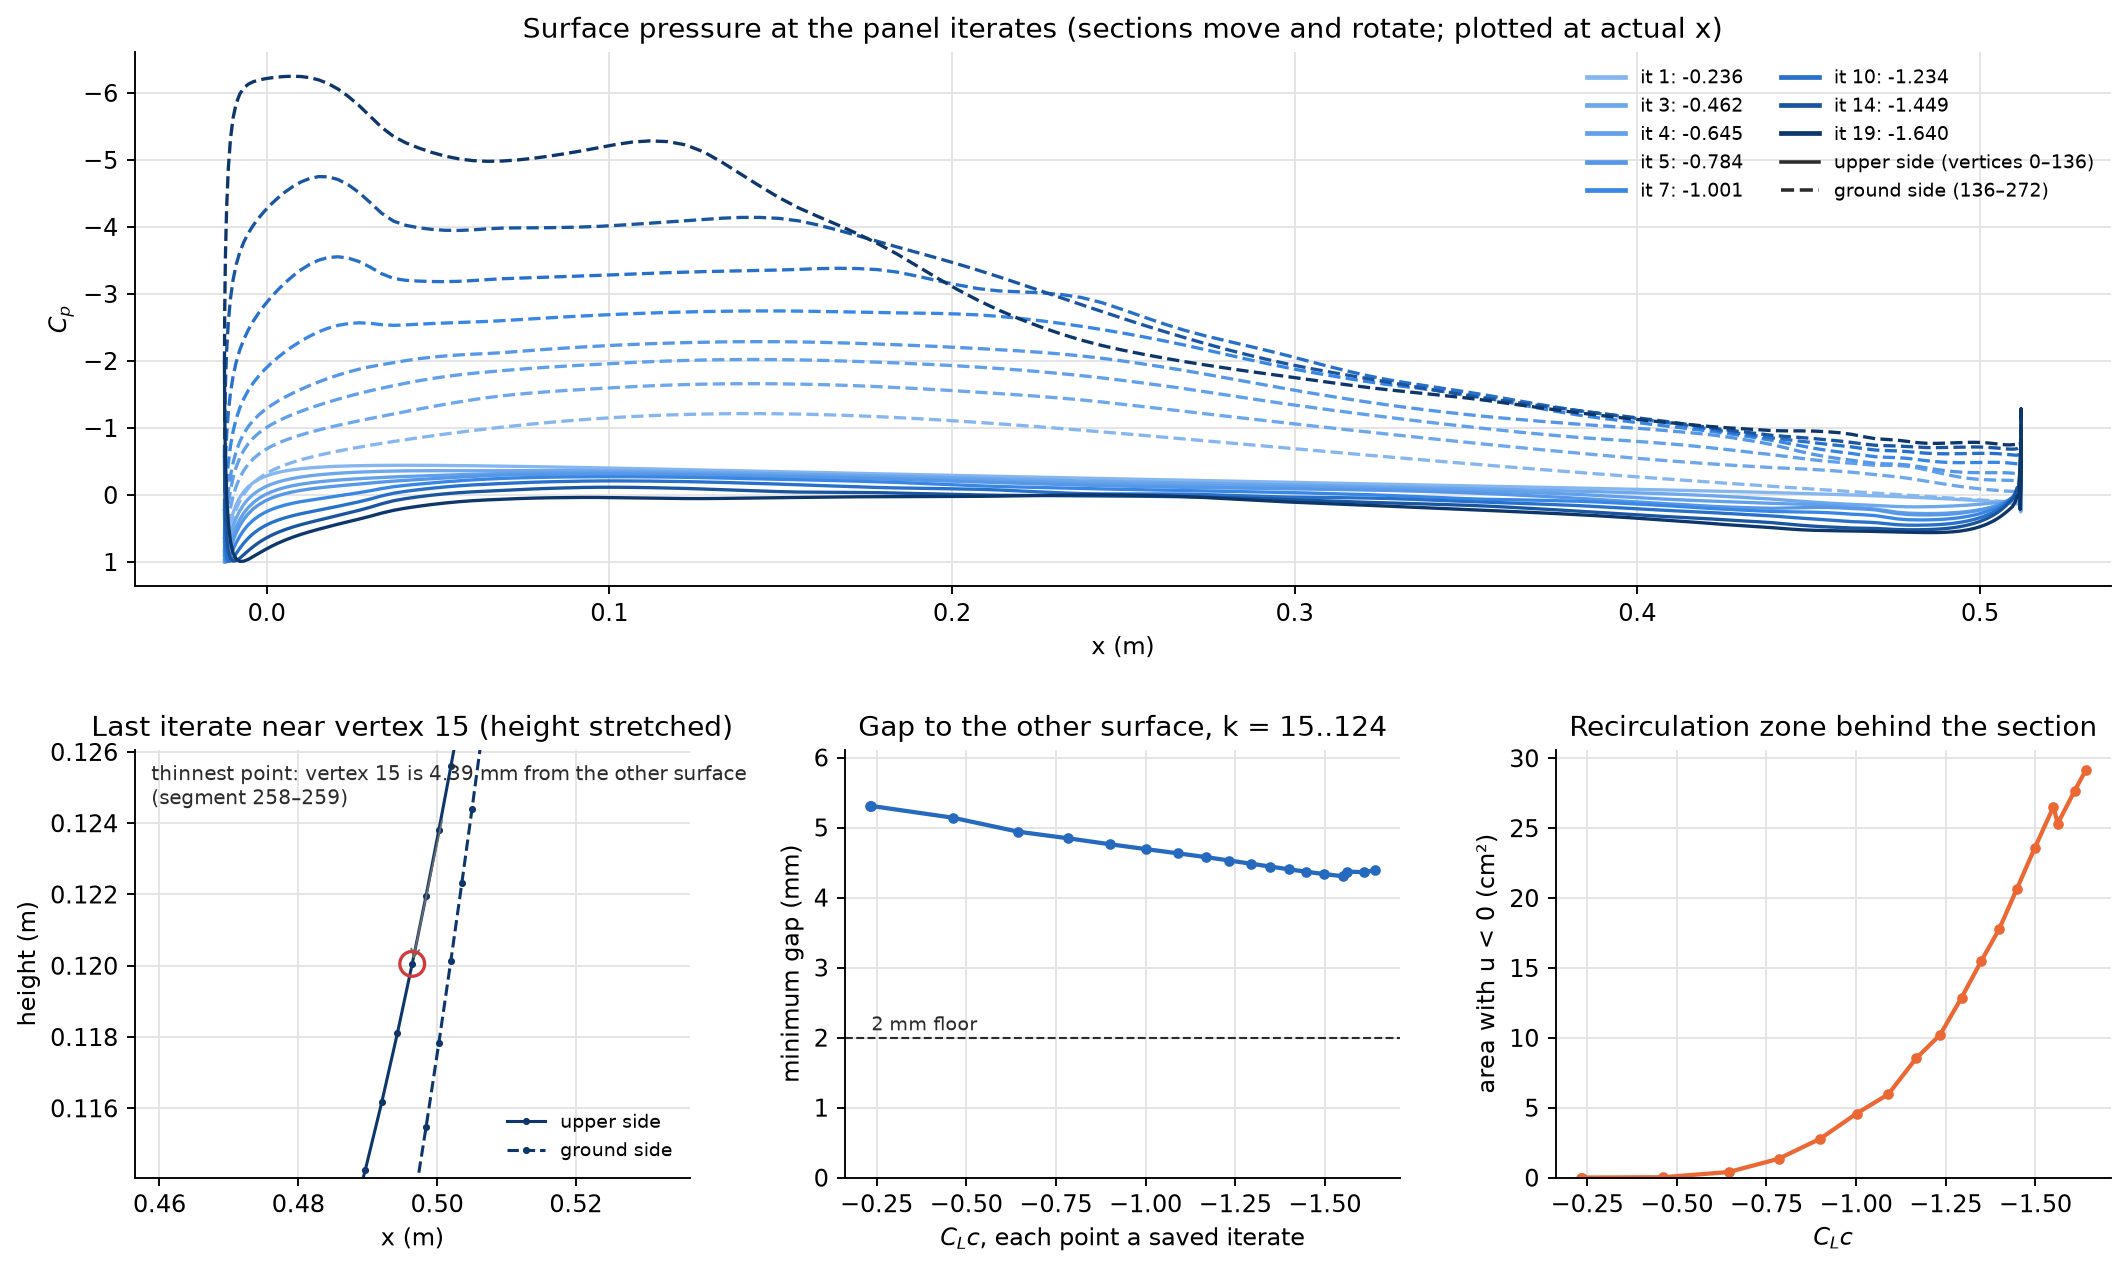 Surface pressure at the panel iterates (sections move and rotate; plotted at actual x)
−6
−5
−4
−3
−2
−1
0
1
C_p
it 1: -0.236
it 3: -0.462
it 4: -0.645
it 5: -0.784
it 7: -1.001
it 10: -1.234
it 14: -1.449
it 19: -1.640
upper side (vertices 0–136)
ground side (136–272)
0.0 0.1 0.2 0.3 0.4 0.5
x (m)
Last iterate near vertex 15 (height stretched)
thinnest point: vertex 15 is 4.39 mm from the other surface
(segment 258–259)
0.126
0.124
0.122
0.120
0.118
0.116
height (m)
upper side
ground side
0.46 0.48 0.50 0.52
x (m)
Gap to the other surface, k = 15..124
6
5
4
3
2
1
0
minimum gap (mm)
2 mm floor
−0.25 −0.50 −0.75 −1.00 −1.25 −1.50
C_Lc, each point a saved iterate
Recirculation zone behind the section
30
25
20
15
10
5
0
area with u < 0 (cm²)
−0.25 −0.50 −0.75 −1.00 −1.25 −1.50
C_Lc